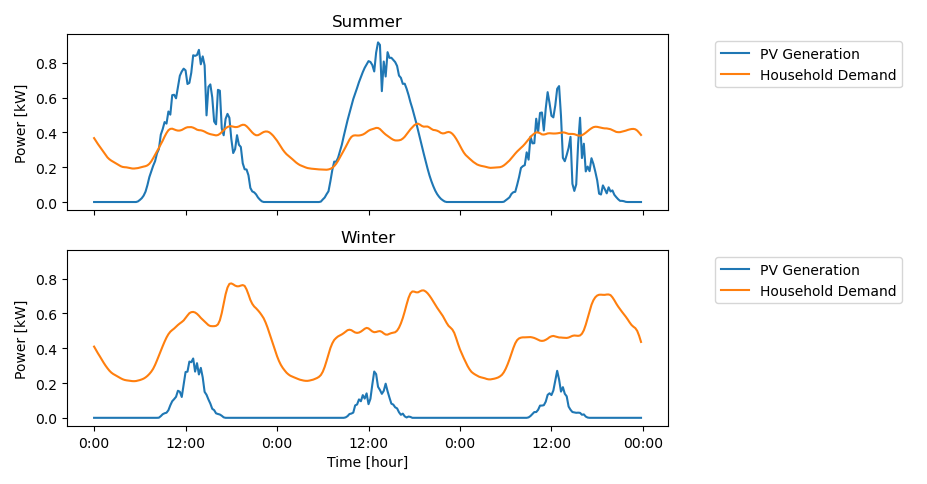 Summer
Power [kW]
0.8
0.6
0.4
0.2
0.0
PV Generation
Household Demand
Winter
Power [kW]
0.8
0.6
0.4
0.2
0.0
PV Generation
Household Demand
0:00 12:00 0:00 12:00 0:00 12:00 00:00
Time [hour]